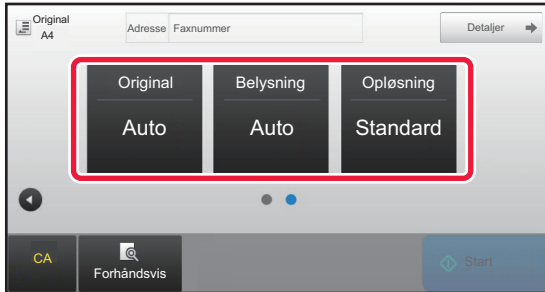 Original
A4
Adresse Faxnummer
Detaljer
Original Belysning Opløsning
Auto Auto Standard
CA
Forhåndsvis
Start